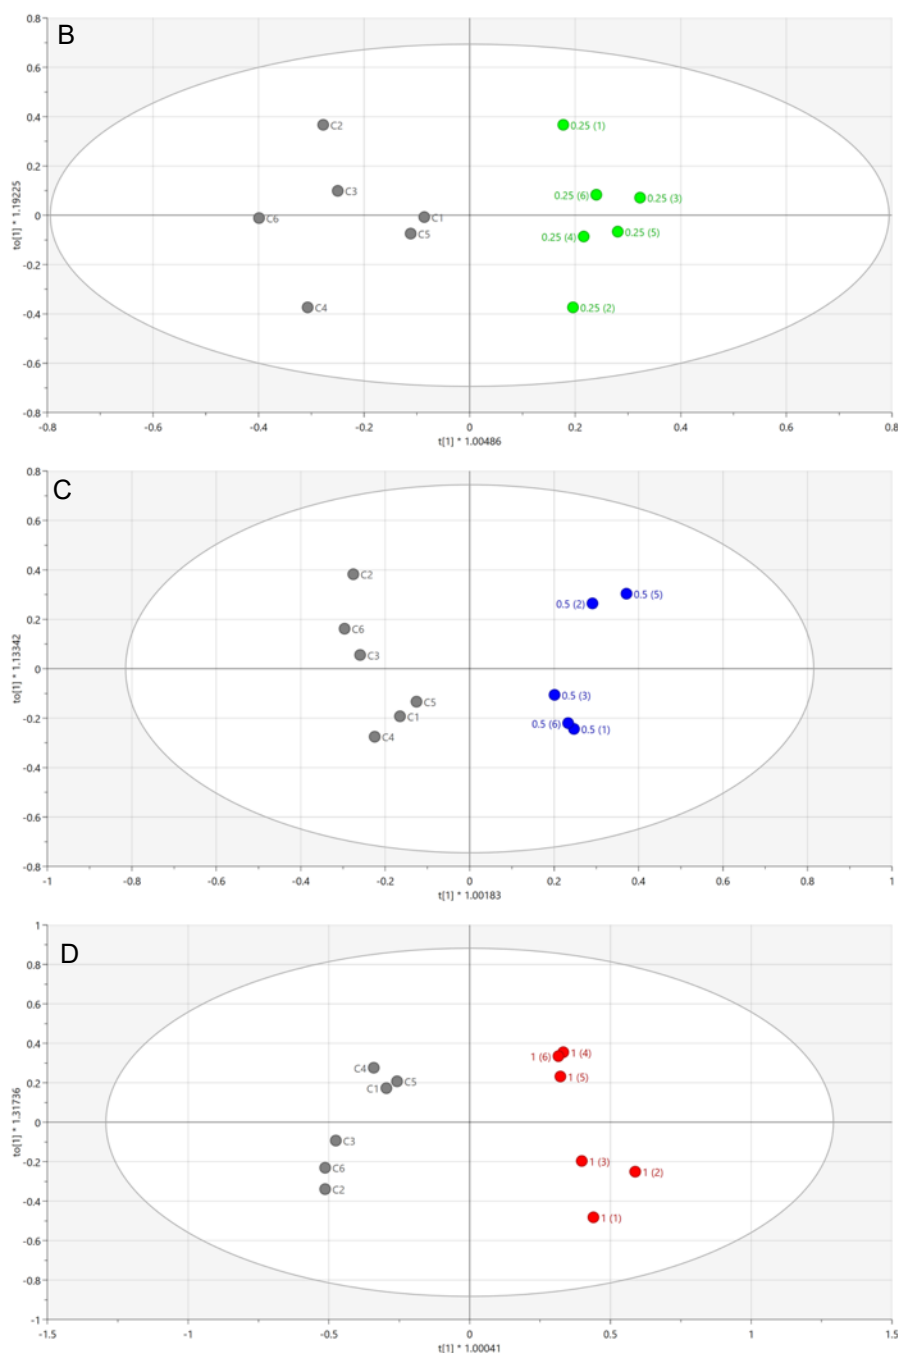 B
0.8
0.6
0.4
0.2
0
-0.2
-0.4
-0.6
-0.8
to[1] * 1.19225
C2
0.25 (1)
C3
0.25 (6)
0.25 (3)
C6
C1
C5
0.25 (4)
0.25 (5)
C4
0.25 (2)
-0.8 -0.6 -0.4 -0.2 0 0.2 0.4 0.6 0.8
t[1] * 1.00486
C
0.8
0.6
0.4
0.2
0
-0.2
-0.4
-0.6
-0.8
to[1] * 1.13342
C2
0.5 (2)
0.5 (5)
C6
C3
C5
0.5 (3)
C1
0.5 (6)
0.5 (1)
C4
-1 -0.8 -0.6 -0.4 -0.2 0 0.2 0.4 0.6 0.8 1
t[1] * 1.00183
D
1
0.8
0.6
0.4
0.2
0
-0.2
-0.4
-0.6
-0.8
-1
to[1] * 1.31736
1 (6)
1 (4)
C4
C5
1 (5)
C1
C3
1 (3)
C6
1 (2)
C2
1 (1)
-1.5 -1 -0.5 0 0.5 1 1.5
t[1] * 1.00041